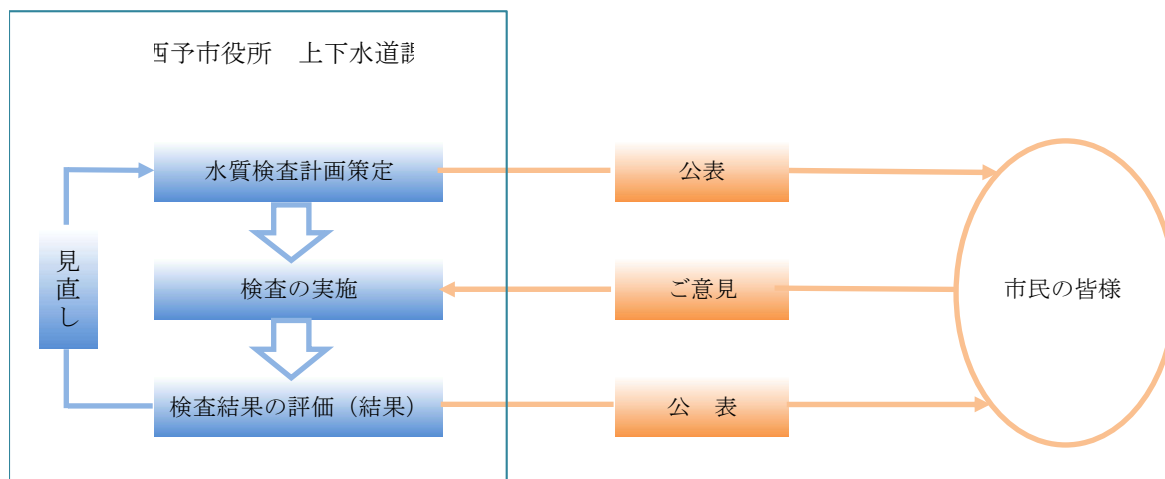 西予市役所　上下水道課
水質検査計画策定
公表
見直し
検査の実施
ご意見
市民の皆様
検査結果の評価（結果）
公　表